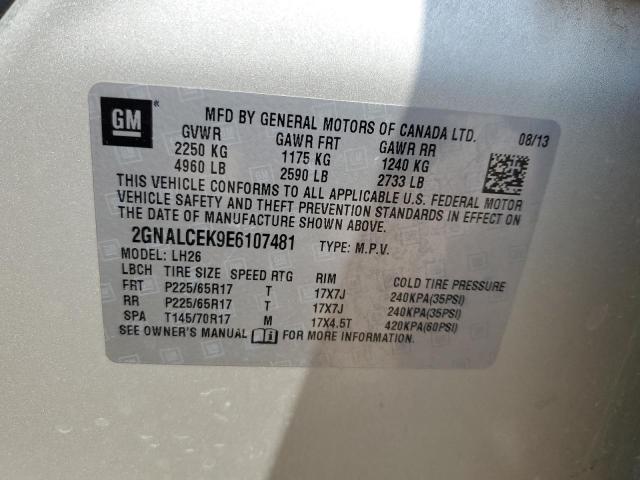 GM
MFD BY GENERAL MOTORS OF CANADA LTD. 08/13
GVWR GAWR FRT GAWR RR
2250 KG 1175 KG 1240 KG
4960 LB 2590 LB 2733 LB
THIS VEHICLE CONFORMS TO ALL APPLICABLE U.S. FEDERAL MOTOR
VEHICLE SAFETY AND THEFT PREVENTION STANDARDS IN EFFECT ON
THE DATE OF MANUFACTURE SHOWN ABOVE.
2GNALCEK9E6107481 TYPE: M.P.V.
MODEL: LH26
LBCH TIRE SIZE SPEED RTG RIM COLD TIRE PRESSURE
FRT P225/65R17 T 17X7J 240KPA(35PSI)
RR P225/65R17 T 17X7J 240KPA(35PSI)
SPA T145/70R17 M 17X4.5T 420KPA(60PSI)
SEE OWNER'S MANUAL FOR MORE INFORMATION.